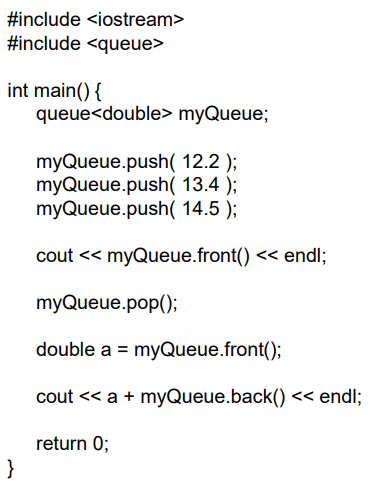 #include <iostream>
#include <queue>
int main() {
queue<double> myQueue;
myQueue.push( 12.2 );
myQueue.push( 13.4 );
myQueue.push( 14.5 );
cout << myQueue.front() << endl;
myQueue.pop();
double a = myQueue.front();
cout << a + myQueue.back() << endl;
return 0;
}